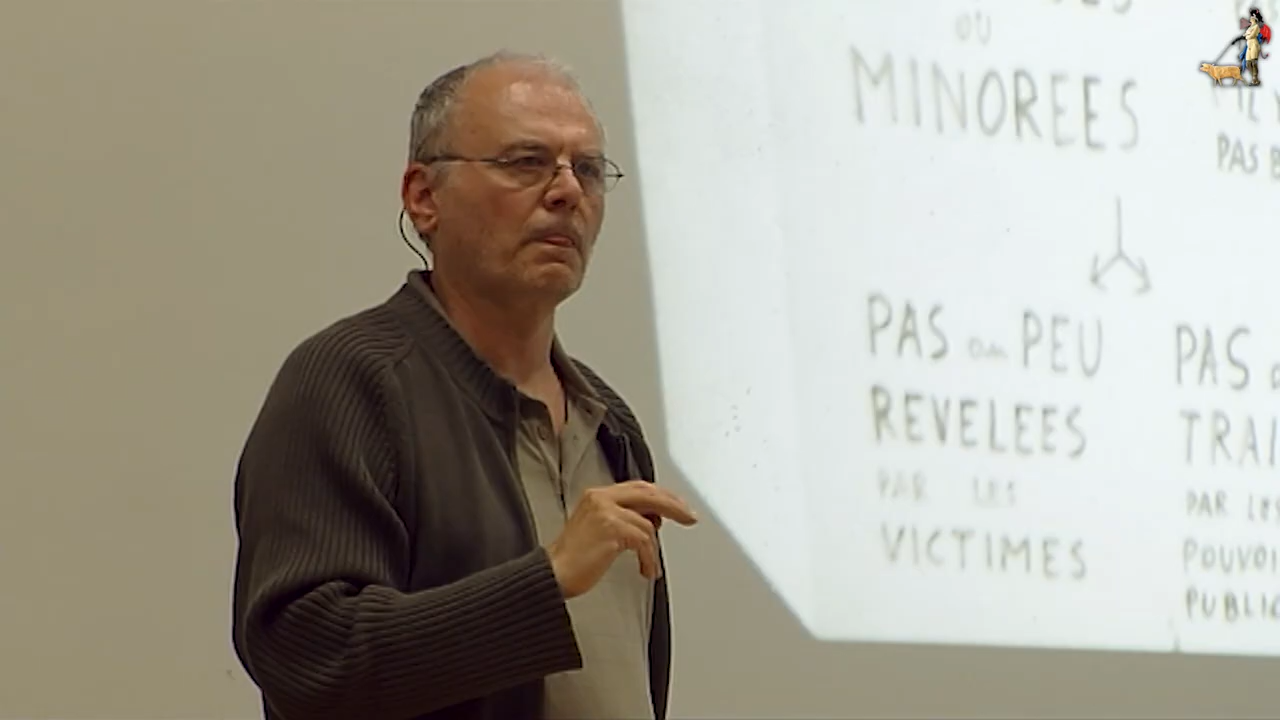 OU
MINOREES
PAS B
PAS ou PEU
REVELEES
PAR LES
VICTIMES
PAS
TRAI
PAR LES
POUVOI
PUBLIC